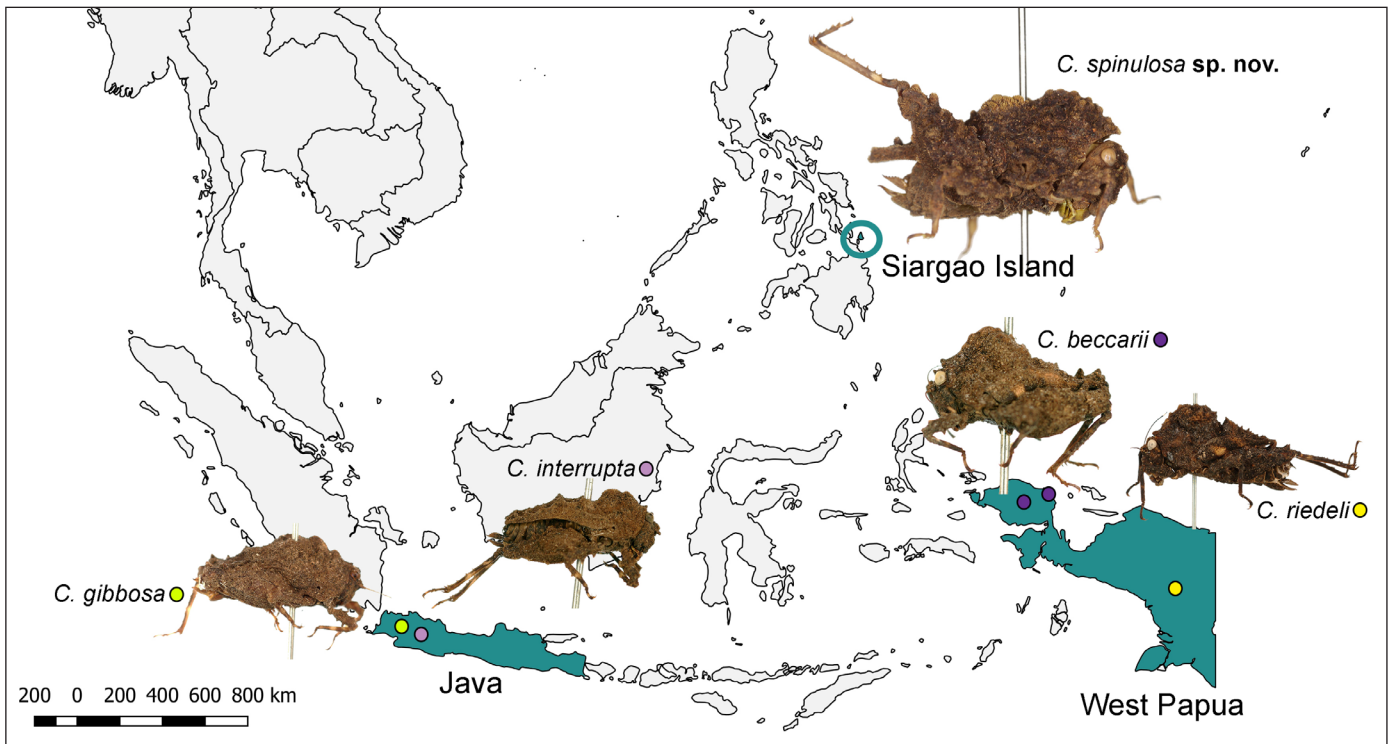 C. spinulosa sp. nov.
Siargao Island
C. beccarii
C. interrupta
C. riedeli
C. gibbosa
Java
West Papua
200 0 200 400 600 800 km